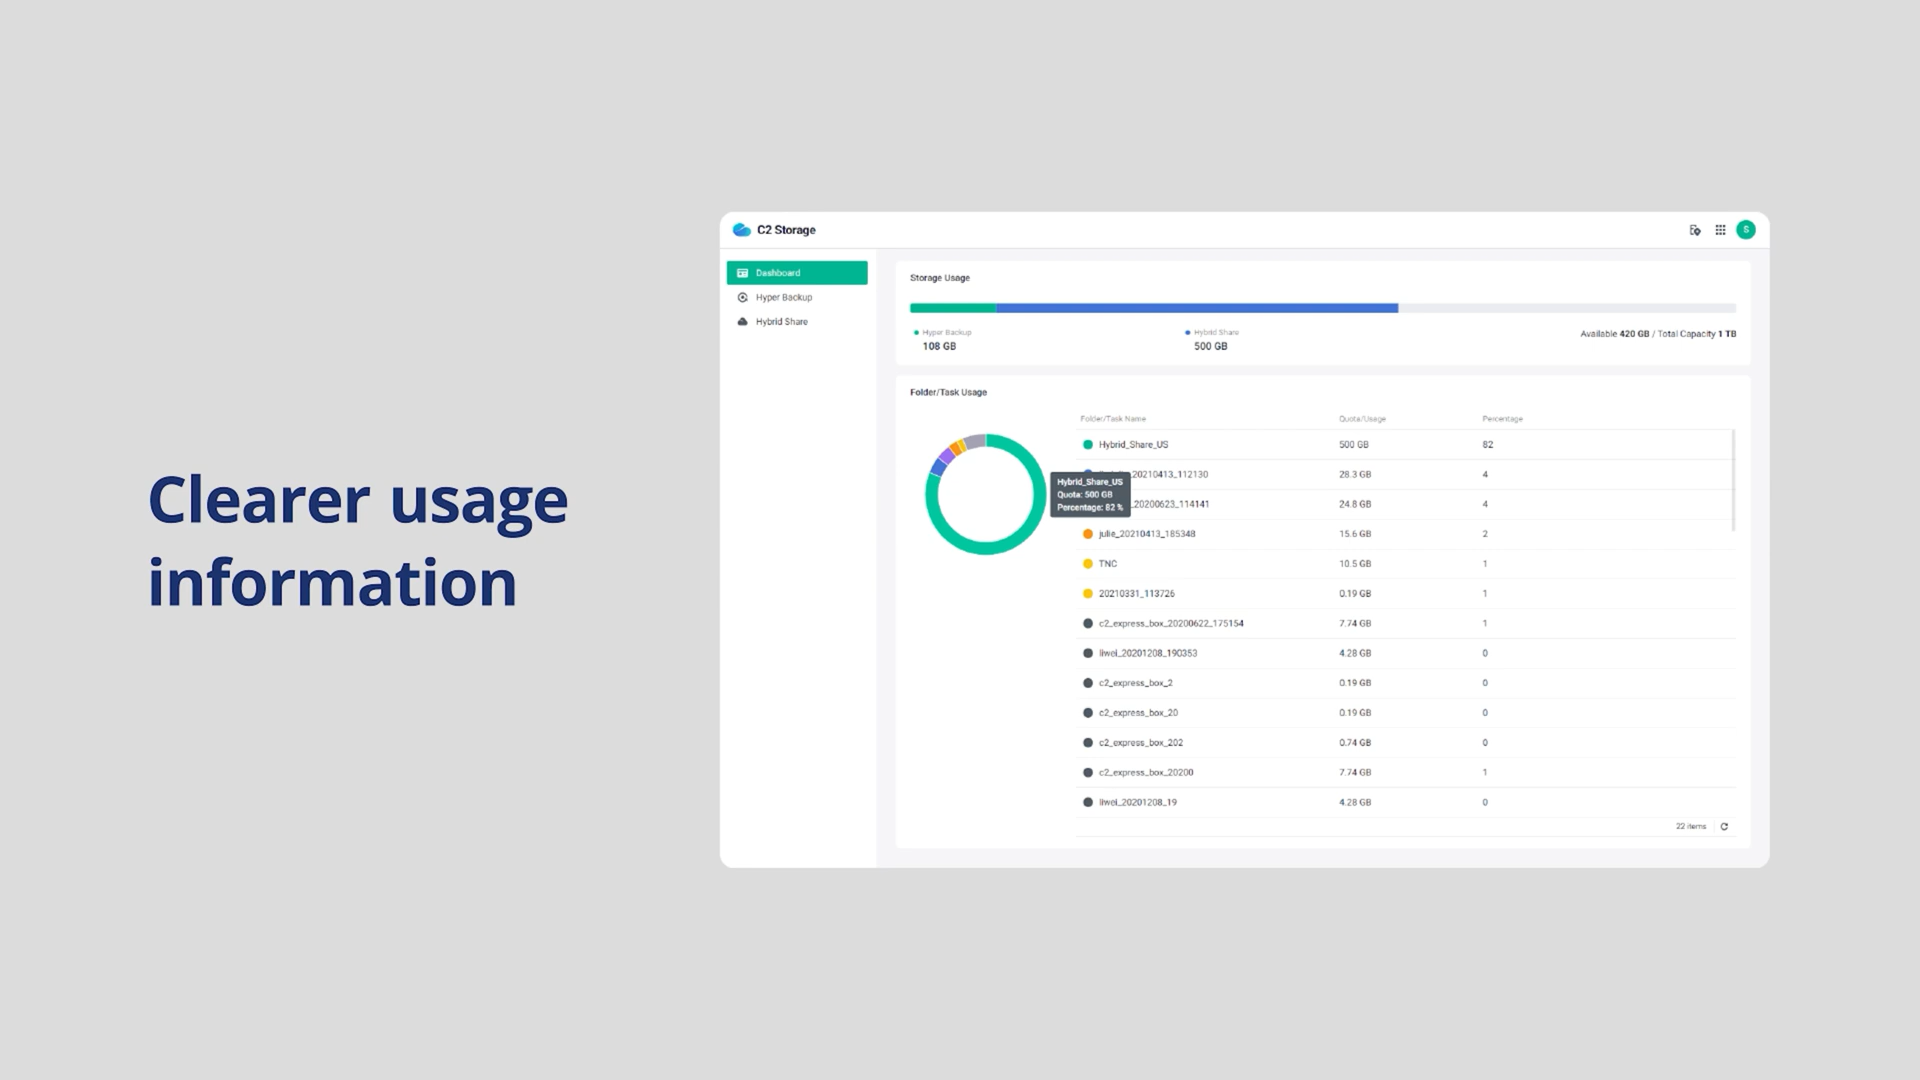 Clearer usage
information
C2 Storage
S
Dashboard
Hyper Backup
Hybrid Share
Storage Usage
Hyper Backup
108 GB
Hybrid Share
500 GB
Available 420 GB / Total Capacity 1 TB
Folder/Task Usage
Folder/Task Name Quota/Usage Percentage
Hybrid_Share_US 500 GB 82
20210413_112130 28.3 GB 4
Hybrid_Share_US
Quota: 500 GB
Percentage: 82 %
_20200623_114141 24.8 GB 4
julie_20210413_185348 15.6 GB 2
TNC 10.5 GB 1
20210331_113726 0.19 GB 1
c2_express_box_20200622_175154 7.74 GB 1
liwei_20201208_190353 4.28 GB 0
c2_express_box_2 0.19 GB 0
c2_express_box_20 0.19 GB 0
c2_express_box_202 0.74 GB 0
c2_express_box_20200 7.74 GB 1
liwei_20201208_19 4.28 GB 0
22 items